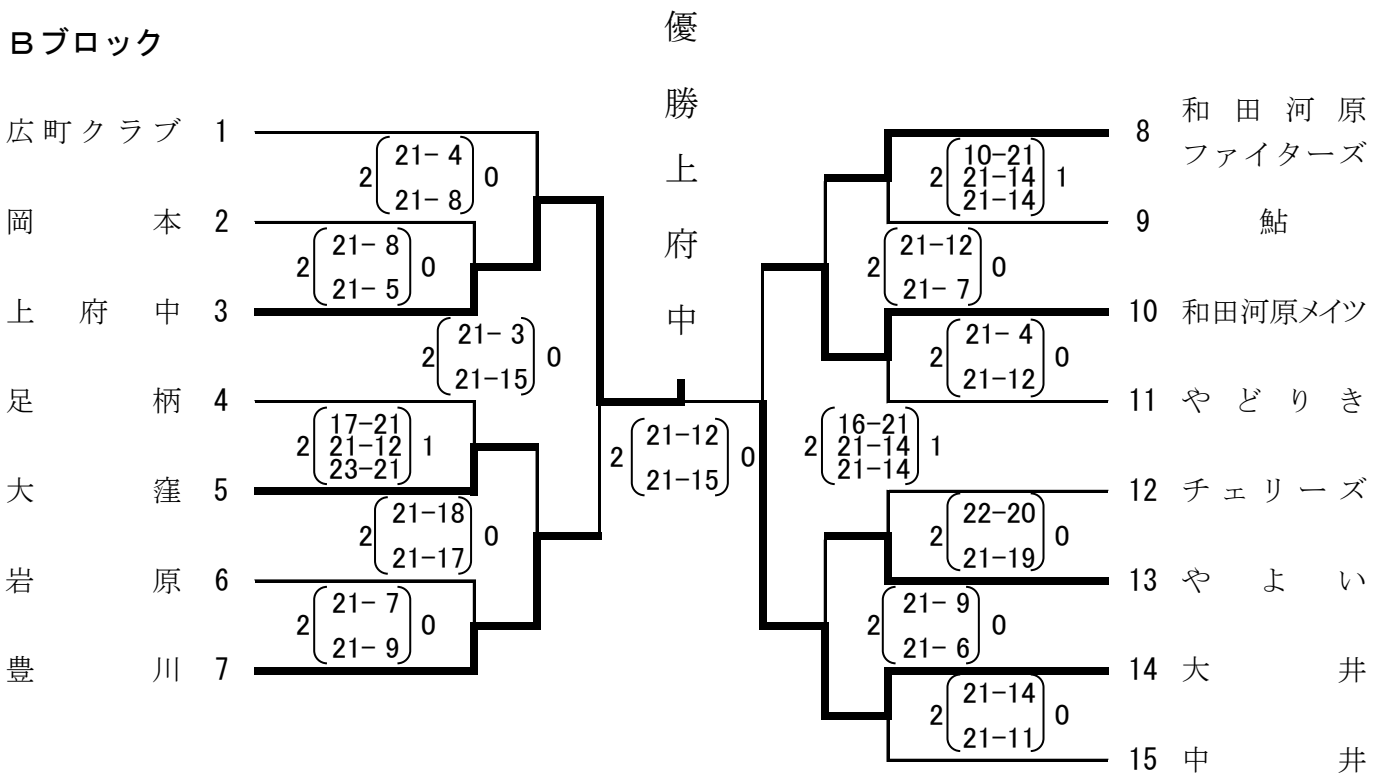 Bブロック
優勝 上府中
広町クラブ 1
2 21- 4 0
21- 8
岡本 2
2 21- 8 0
21- 5
上府中 3
2 21- 3 0
21-15
足柄 4
17-21
2 21-12 1
23-21
大窪 5
2 21-18 0
21-17
岩原 6
2 21- 7 0
21- 9
豊川 7
2 21-12 0
21-15
8 和田河原
ファイターズ
10-21
2 21-14 1
21-14
9 鮎
2 21-12 0
21- 7
10 和田河原メイツ
2 21- 4 0
21-12
11 やどりき
16-21
2 21-14 1
21-14
12 チェリーズ
2 22-20 0
21-19
13 やよい
2 21- 9 0
21- 6
14 大井
2 21-14 0
21-11
15 中井